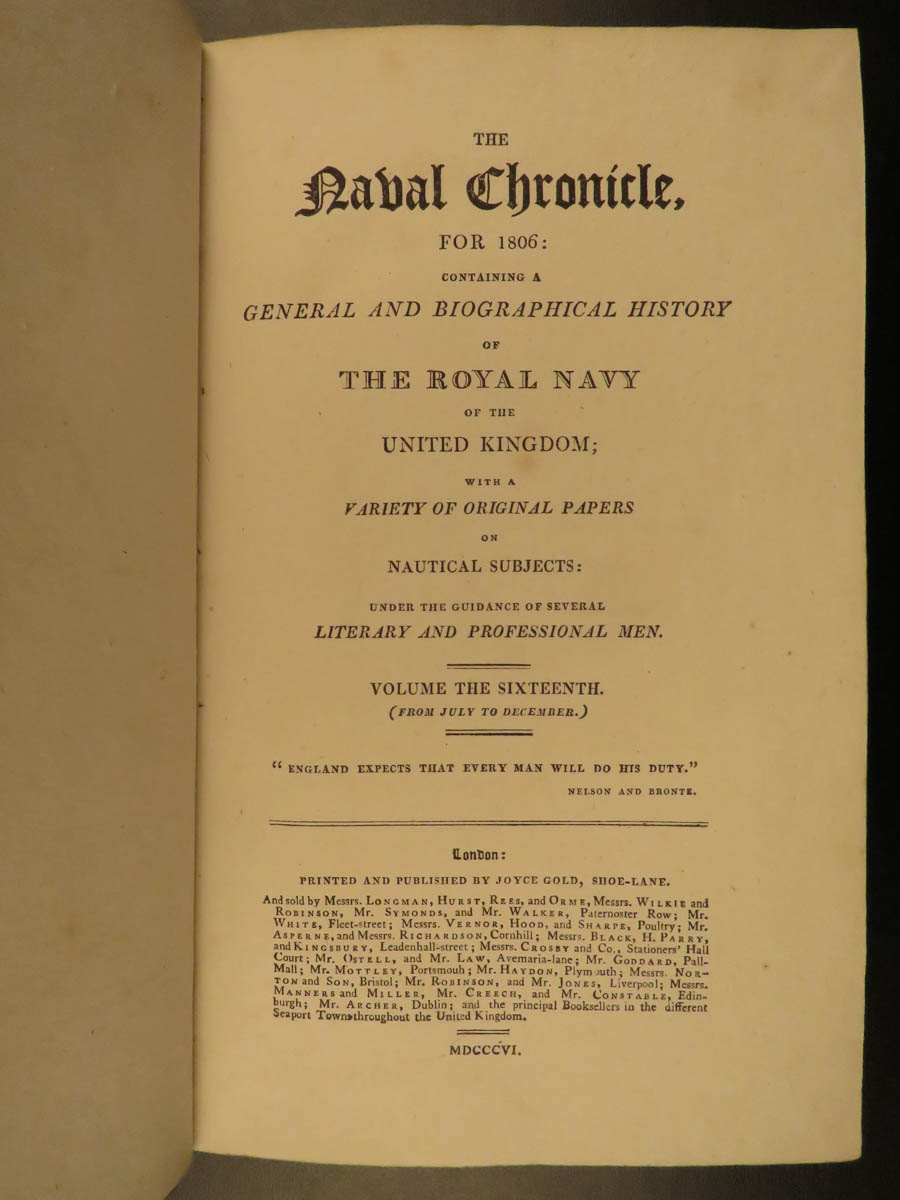 THE
Naval Chronicle,
FOR 1806:
CONTAINING A
GENERAL AND BIOGRAPHICAL HISTORY
OF
THE ROYAL NAVY
OF THE
UNITED KINGDOM;
WITH A
VARIETY OF ORIGINAL PAPERS
ON
NAUTICAL SUBJECTS:
UNDER THE GUIDANCE OF SEVERAL
LITERARY AND PROFESSIONAL MEN.
VOLUME THE SIXTEENTH.
(FROM JULY TO DECEMBER.)
"ENGLAND EXPECTS THAT EVERY MAN WILL DO HIS DUTY."
NELSON AND BRONTE.
London:
PRINTED AND PUBLISHED BY JOYCE GOLD, SHOE-LANE.
And sold by Messrs. LONGMAN, HURST, REES, and ORME, Messrs. WILKIE and
ROBINSON, Mr. SYMONDS, and Mr. WALKER, Paternoster Row; Mr.
WHITE, Fleet-street; Messrs. VERNOR, HOOD, and SHARPE, Poultry; Mr.
ASPERNE, and Messrs. RICHARDSON, Cornhill; Messrs. BLACK, H. PARRY,
and KINGSBURY, Leadenhall-street; Messrs. CROSBY and Co., Stationers' Hall
Court; Mr. OSTELL, and Mr. LAW, Avemaria-lane; Mr. GODDARD, Pall-
Mall; Mr. MOTTLEY, Portsmouh; Mr. HAYDON, Plymouth; Messrs. NOR-
TON and SON, Bristol; Mr. ROBINSON, and Mr. JONES, Liverpool; Messrs.
MANNERS and MILLER, Mr. CREECH, and Mr. CONSTABLE, Edin-
burgh; Mr. ARCHER, Dublin; and the principal Booksellers in the different
Seaport Towns throughout the United Kingdom.
MDCCCVI.